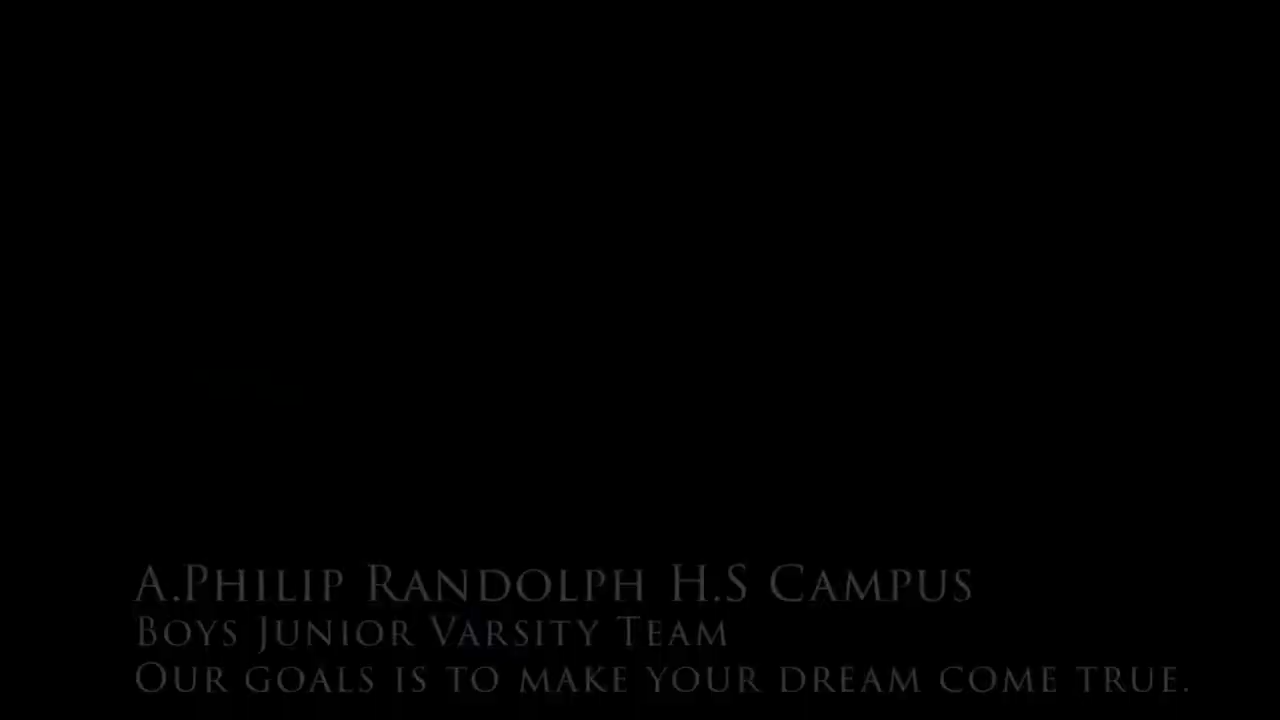 A.Philip Randolph H.S Campus
Boys Junior Varsity Team
Our goals is to make your dream come true.